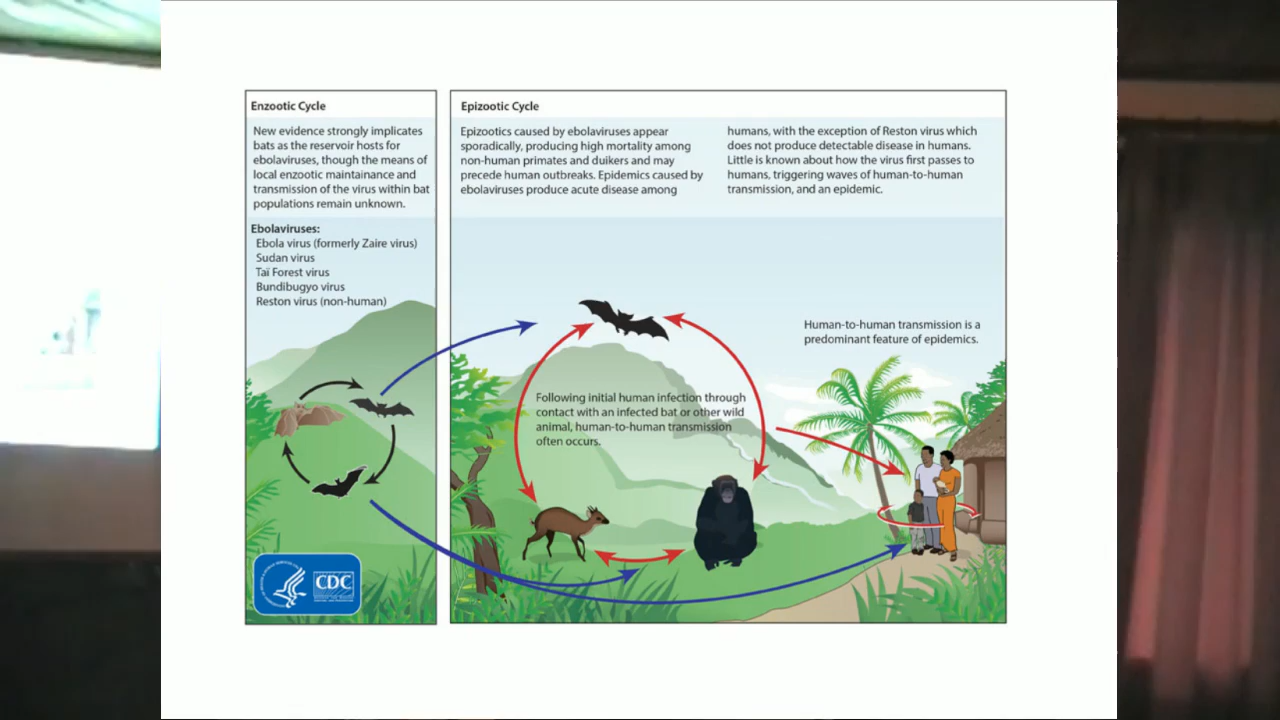 Enzootic Cycle
New evidence strongly implicates
bats as the reservoir hosts for
ebolaviruses, though the means of
local enzootic maintainance and
transmission of the virus within bat
populations remain unknown.
Ebolaviruses:
Ebola virus (formerly Zaire virus)
Sudan virus
Taï Forest virus
Bundibugyo virus
Reston virus (non-human)
CDC
Epizootic Cycle
Epizootics caused by ebolaviruses appear
sporadically, producing high mortality among
non-human primates and duikers and may
precede human outbreaks. Epidemics caused by
ebolaviruses produce acute disease among
humans, with the exception of Reston virus which
does not produce detectable disease in humans.
Little is known about how the virus first passes to
humans, triggering waves of human-to-human
transmission, and an epidemic.
Human-to-human transmission is a
predominant feature of epidemics.
Following initial human infection through
contact with an infected bat or other wild
animal, human-to-human transmission
often occurs.